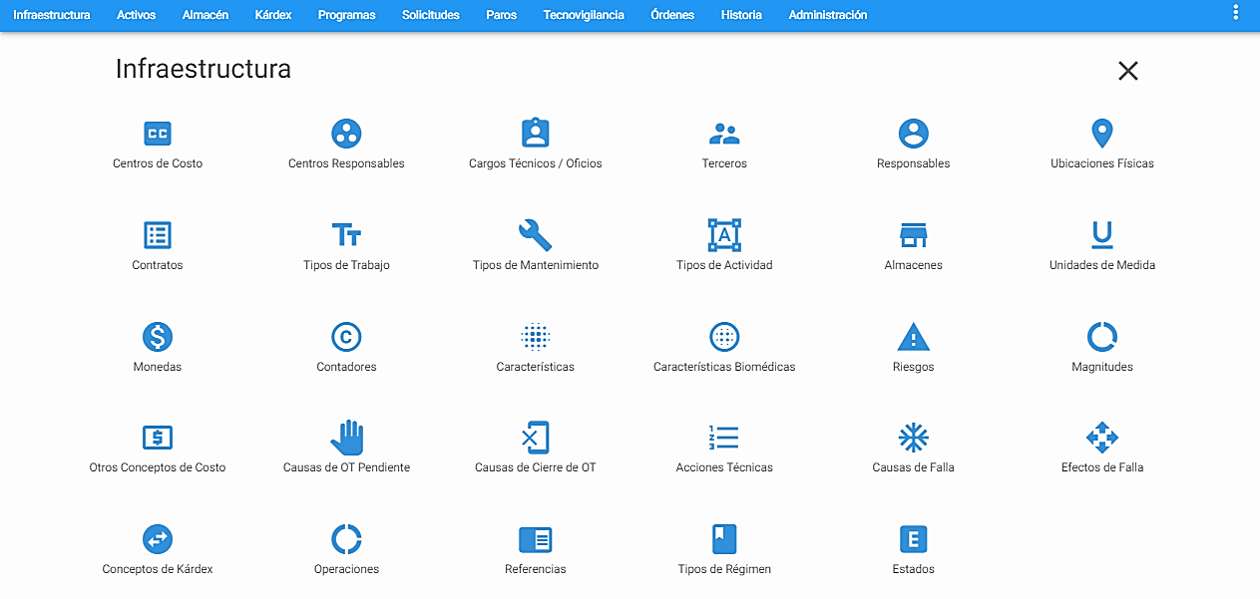 Infraestructura Activos Almacén Kárdex Programas Solicitudes Paros Tecnovigilancia Órdenes Historia Administración
Infraestructura
Centros de Costo Centros Responsables Cargos Técnicos / Oficios Terceros Responsables Ubicaciones Físicas
Contratos Tipos de Trabajo Tipos de Mantenimiento Tipos de Actividad Almacenes Unidades de Medida
Monedas Contadores Características Características Biomédicas Riesgos Magnitudes
Otros Conceptos de Costo Causas de OT Pendiente Causas de Cierre de OT Acciones Técnicas Causas de Falla Efectos de Falla
Conceptos de Kárdex Operaciones Referencias Tipos de Régimen Estados